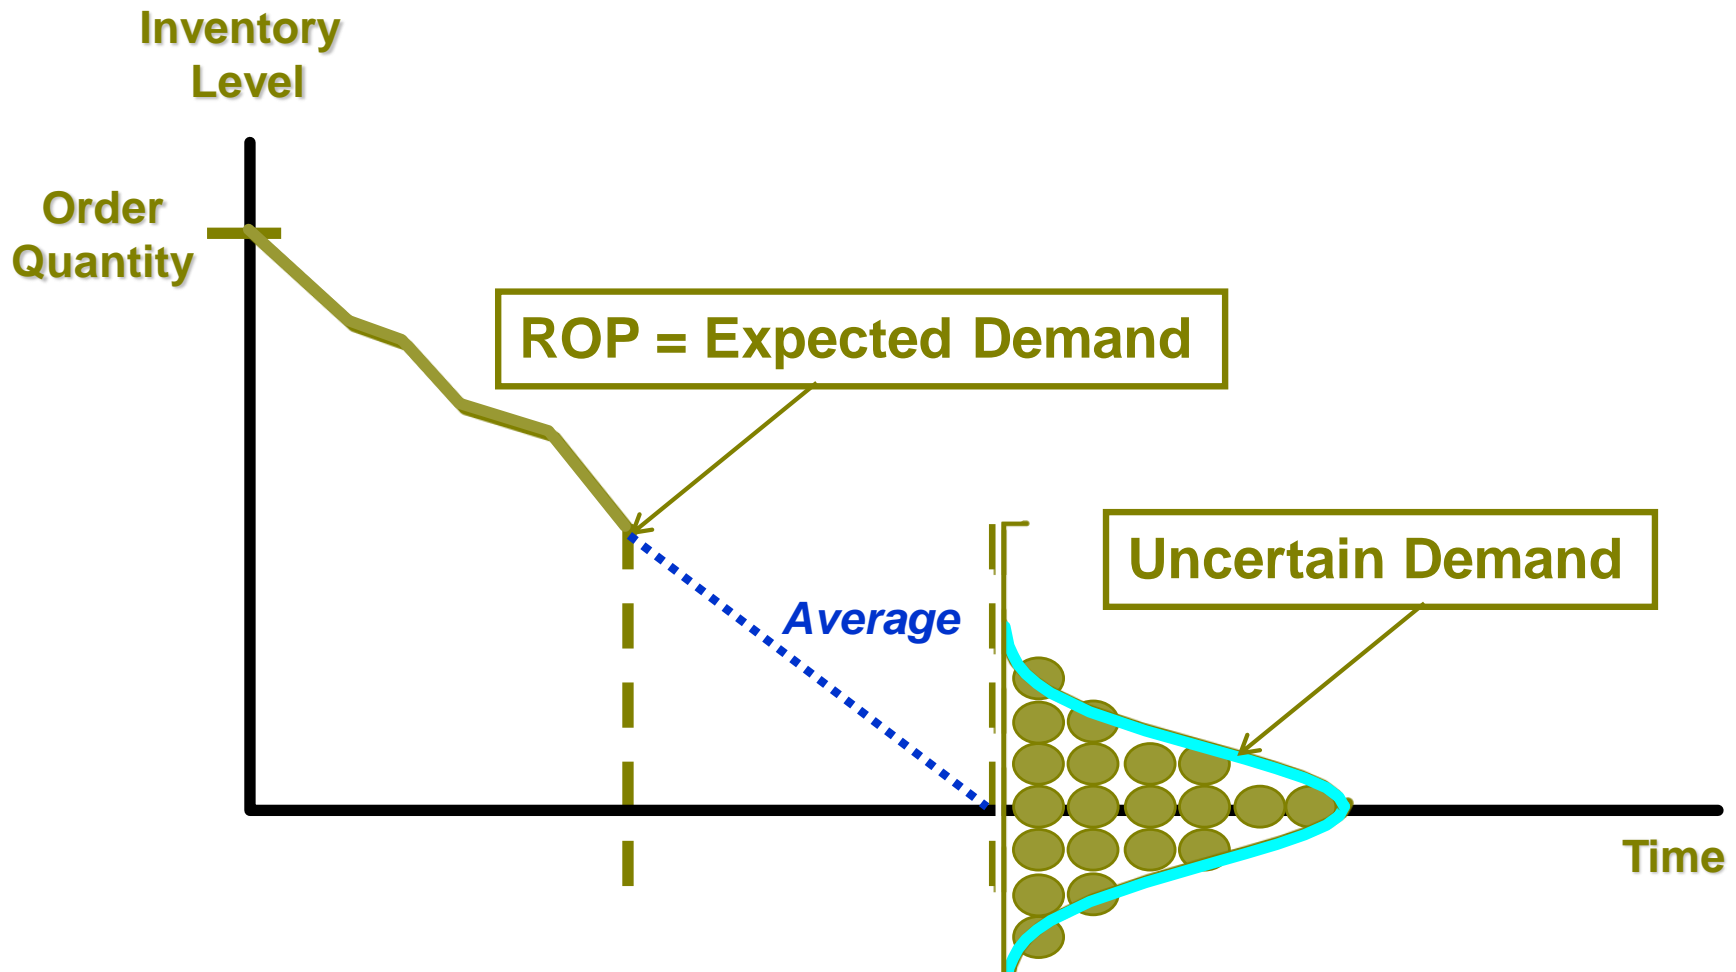 Inventory
Level
Order
Quantity
ROP = Expected Demand
Uncertain Demand
Average
Time